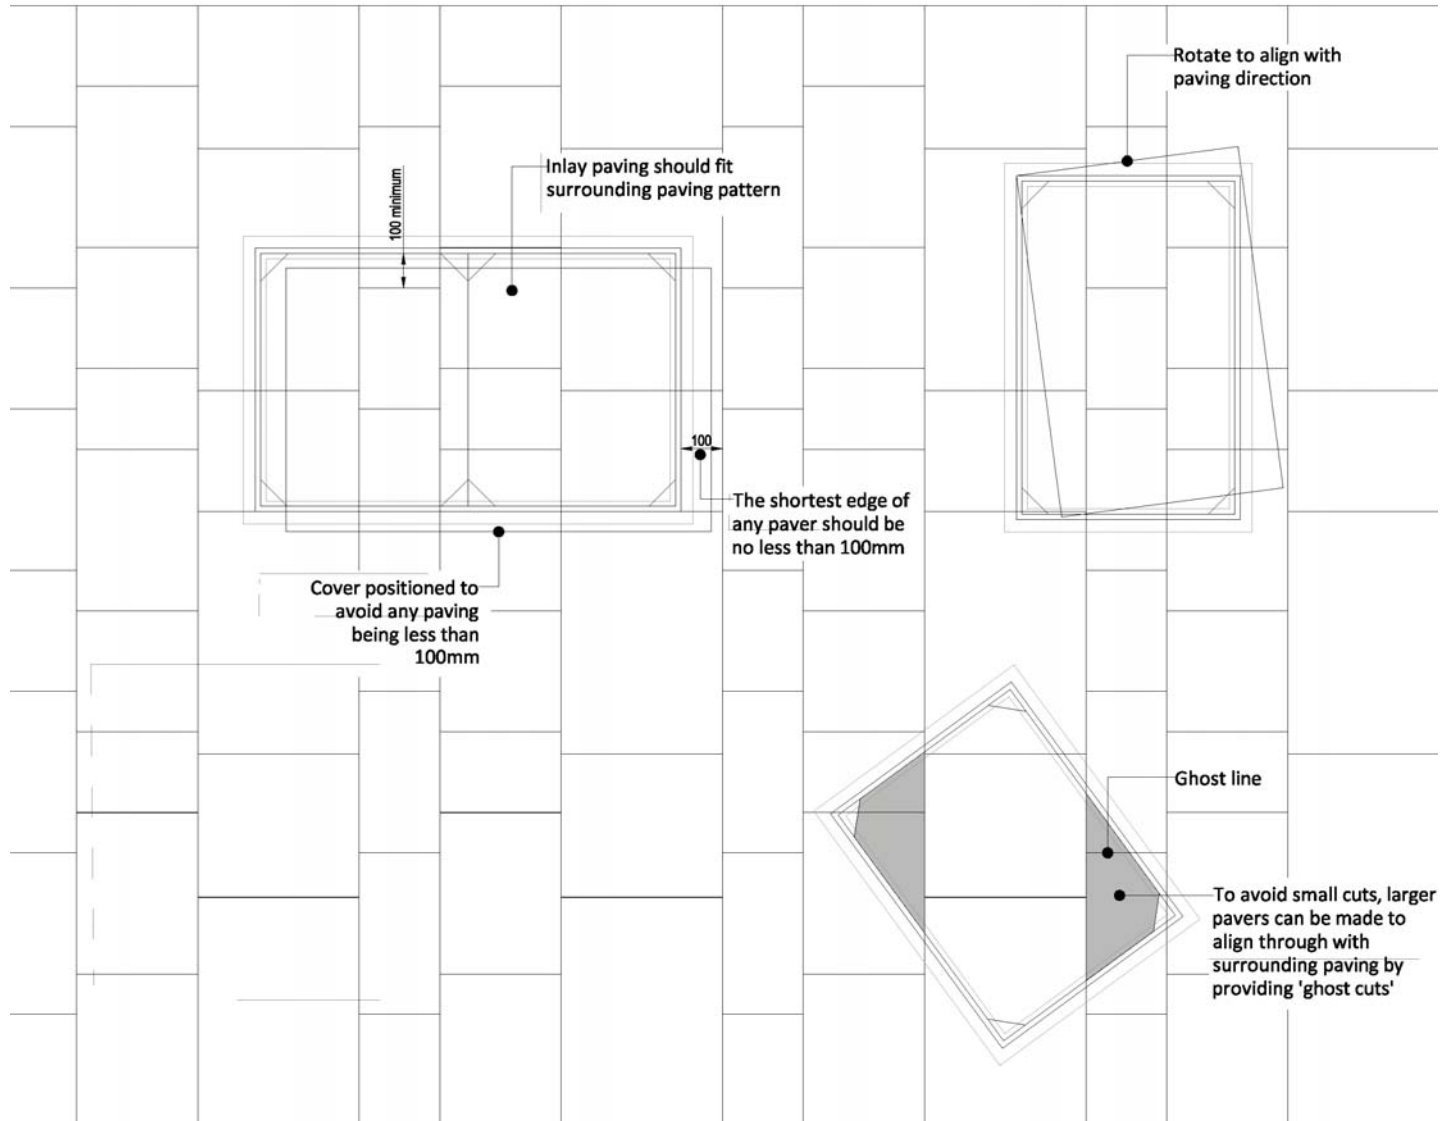 Rotate to align with
paving direction
Inlay paving should fit
surrounding paving pattern
100 minimum
100
The shortest edge of
any paver should be
no less than 100mm
Cover positioned to
avoid any paving
being less than
100mm
Ghost line
To avoid small cuts, larger
pavers can be made to
align through with
surrounding paving by
providing 'ghost cuts'